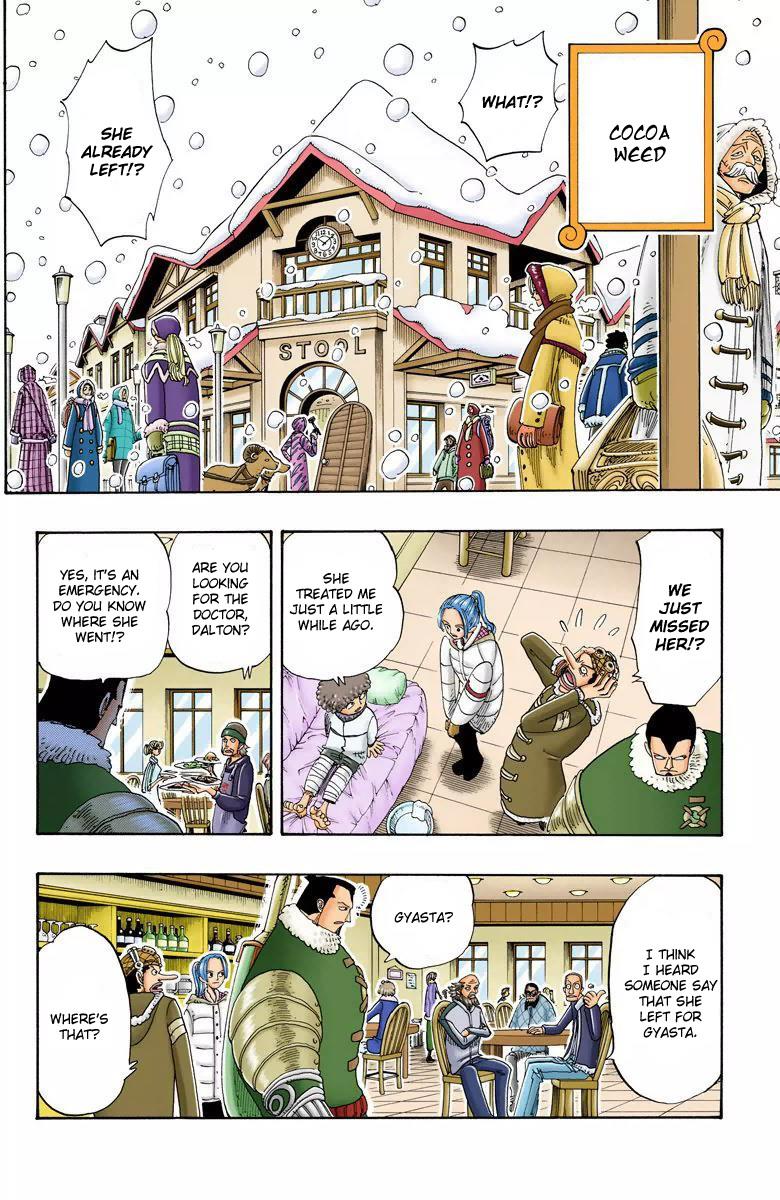 COCOA
WEED
WHAT!?
SHE
ALREADY
LEFT!?
STOOL
WE
JUST
MISSED
HER!?
SHE
TREATED ME
JUST A LITTLE
WHILE AGO.
ARE YOU
LOOKING
FOR THE
DOCTOR,
DALTON?
YES, IT'S AN
EMERGENCY.
DO YOU KNOW
WHERE SHE
WENT!?
I THINK
I HEARD
SOMEONE SAY
THAT SHE
LEFT FOR
GYASTA.
GYASTA?
WHERE'S
THAT?